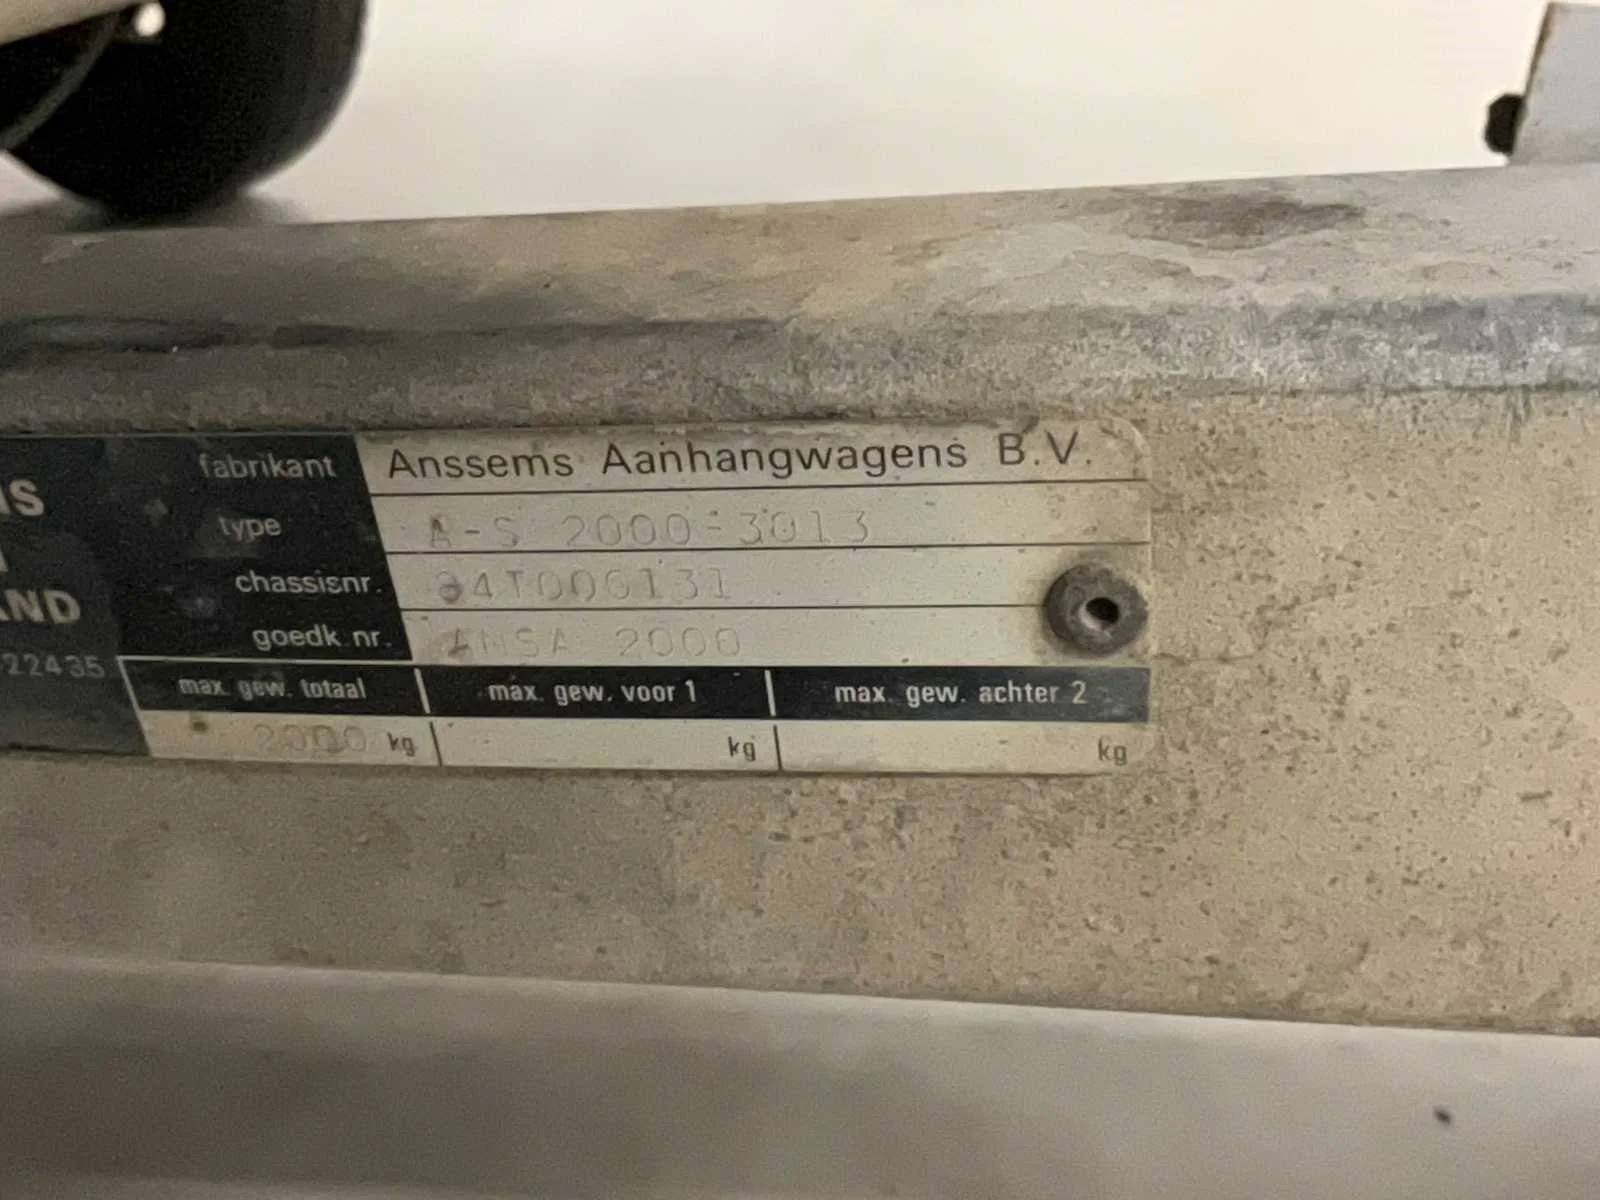 fabrikant Anssems Aanhangwagens B.V.
type A-S 2000-3013
chassisnr.
goedk.nr. 2000
22435
max. gew. totaal max. gew. voor 1 max. gew. achter 2
2000 kg kg kg